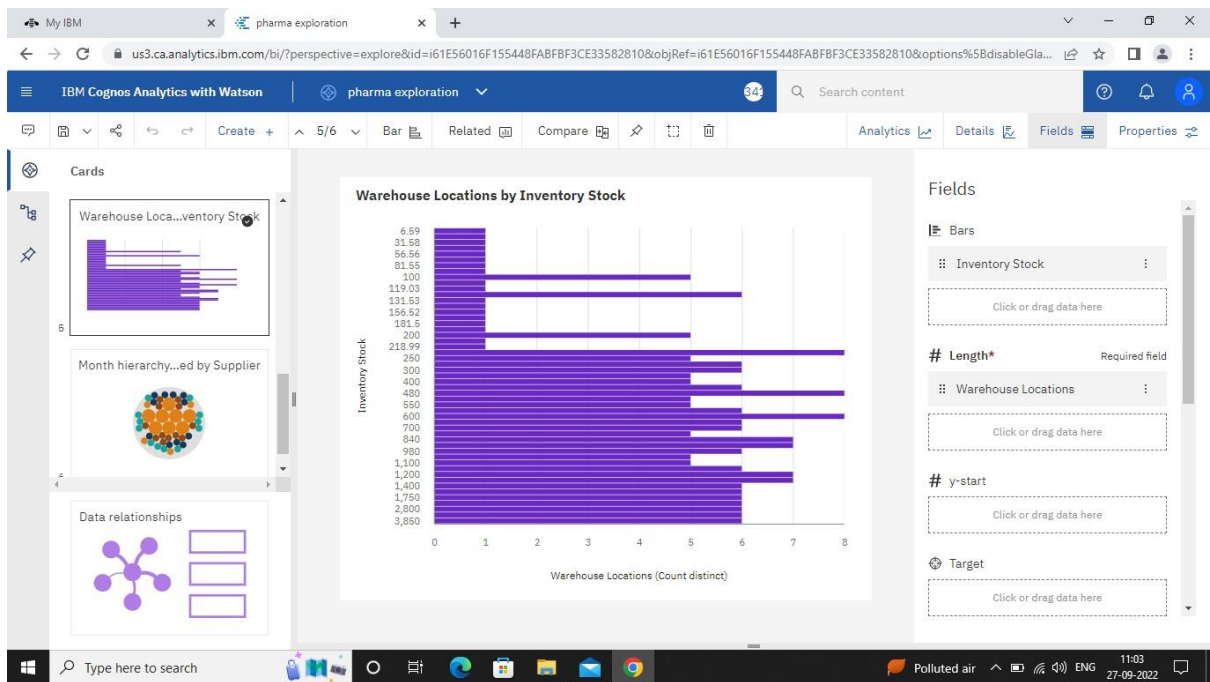 My IBM
pharma exploration
us3.ca.analytics.ibm.com/bi/?perspective=explore&id=i61E56016F155448FABFBF3CE33582810&objRef=i61E56016F155448FABFBF3CE33582810&options%5BdisableGla...
IBM Cognos Analytics with Watson
pharma exploration
Search content
Create +
5/6
Bar
Related
Compare
Analytics
Details
Fields
Properties
Cards
Warehouse Loca...ventory Stock
5
Month hierarchy...ed by Supplier
Data relationships
Warehouse Locations by Inventory Stock
Inventory Stock
6.59
31.58
56.56
81.55
100
119.03
131.53
156.52
181.5
200
218.99
250
300
400
480
550
600
700
840
980
1,100
1,200
1,400
1,750
2,800
3,850
0 1 2 3 4 5 6 7 8
Warehouse Locations (Count distinct)
Fields
Bars
Inventory Stock
Click or drag data here
# Length* Required field
Warehouse Locations
Click or drag data here
# y-start
Click or drag data here
Target
Click or drag data here
Type here to search
Polluted air
ENG
11:03
27-09-2022